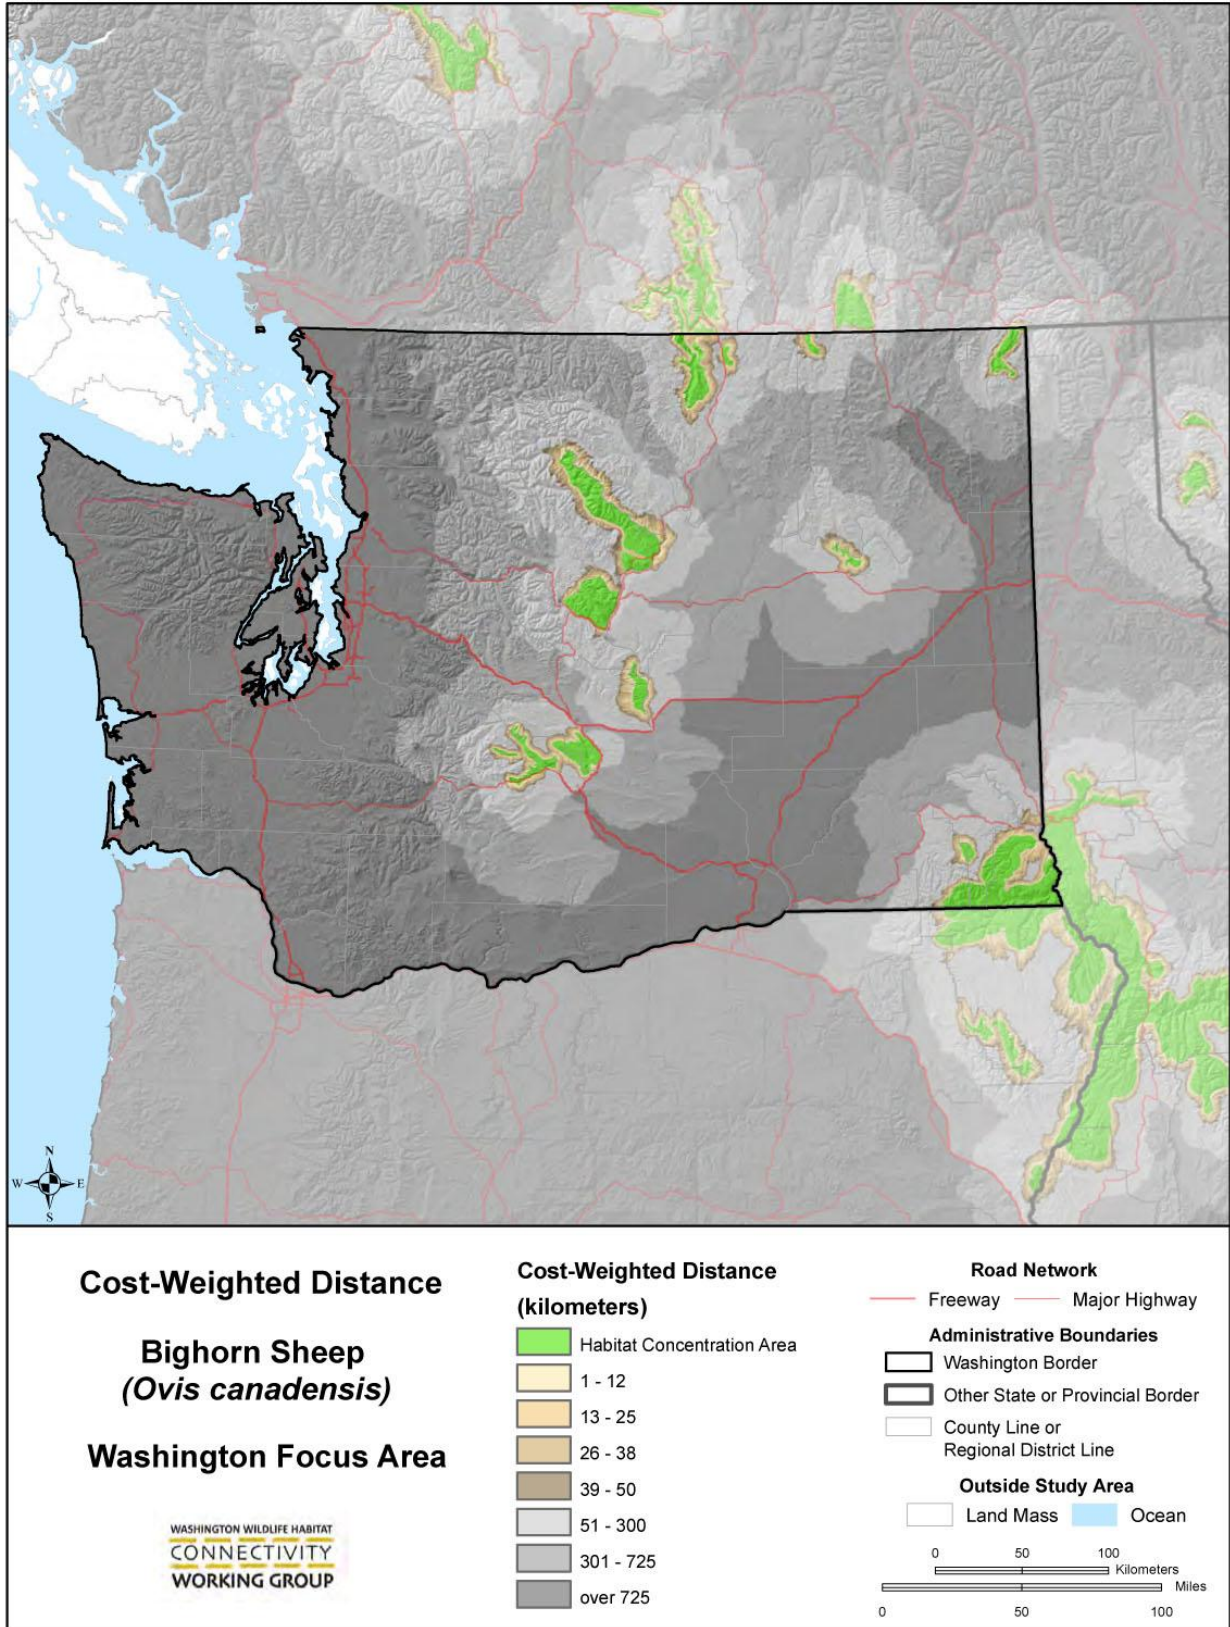 N
W
E
S
Cost-Weighted Distance
Bighorn Sheep
(Ovis canadensis)
Washington Focus Area
WASHINGTON WILDLIFE HABITAT
CONNECTIVITY
WORKING GROUP
Cost-Weighted Distance
(kilometers)
Habitat Concentration Area
1 - 12
13 - 25
26 - 38
39 - 50
51 - 300
301 - 725
over 725
Road Network
Freeway
Major Highway
Administrative Boundaries
Washington Border
Other State or Provincial Border
County Line or
Regional District Line
Outside Study Area
Land Mass
Ocean
0 50 100
Kilometers
Miles
0 50 100